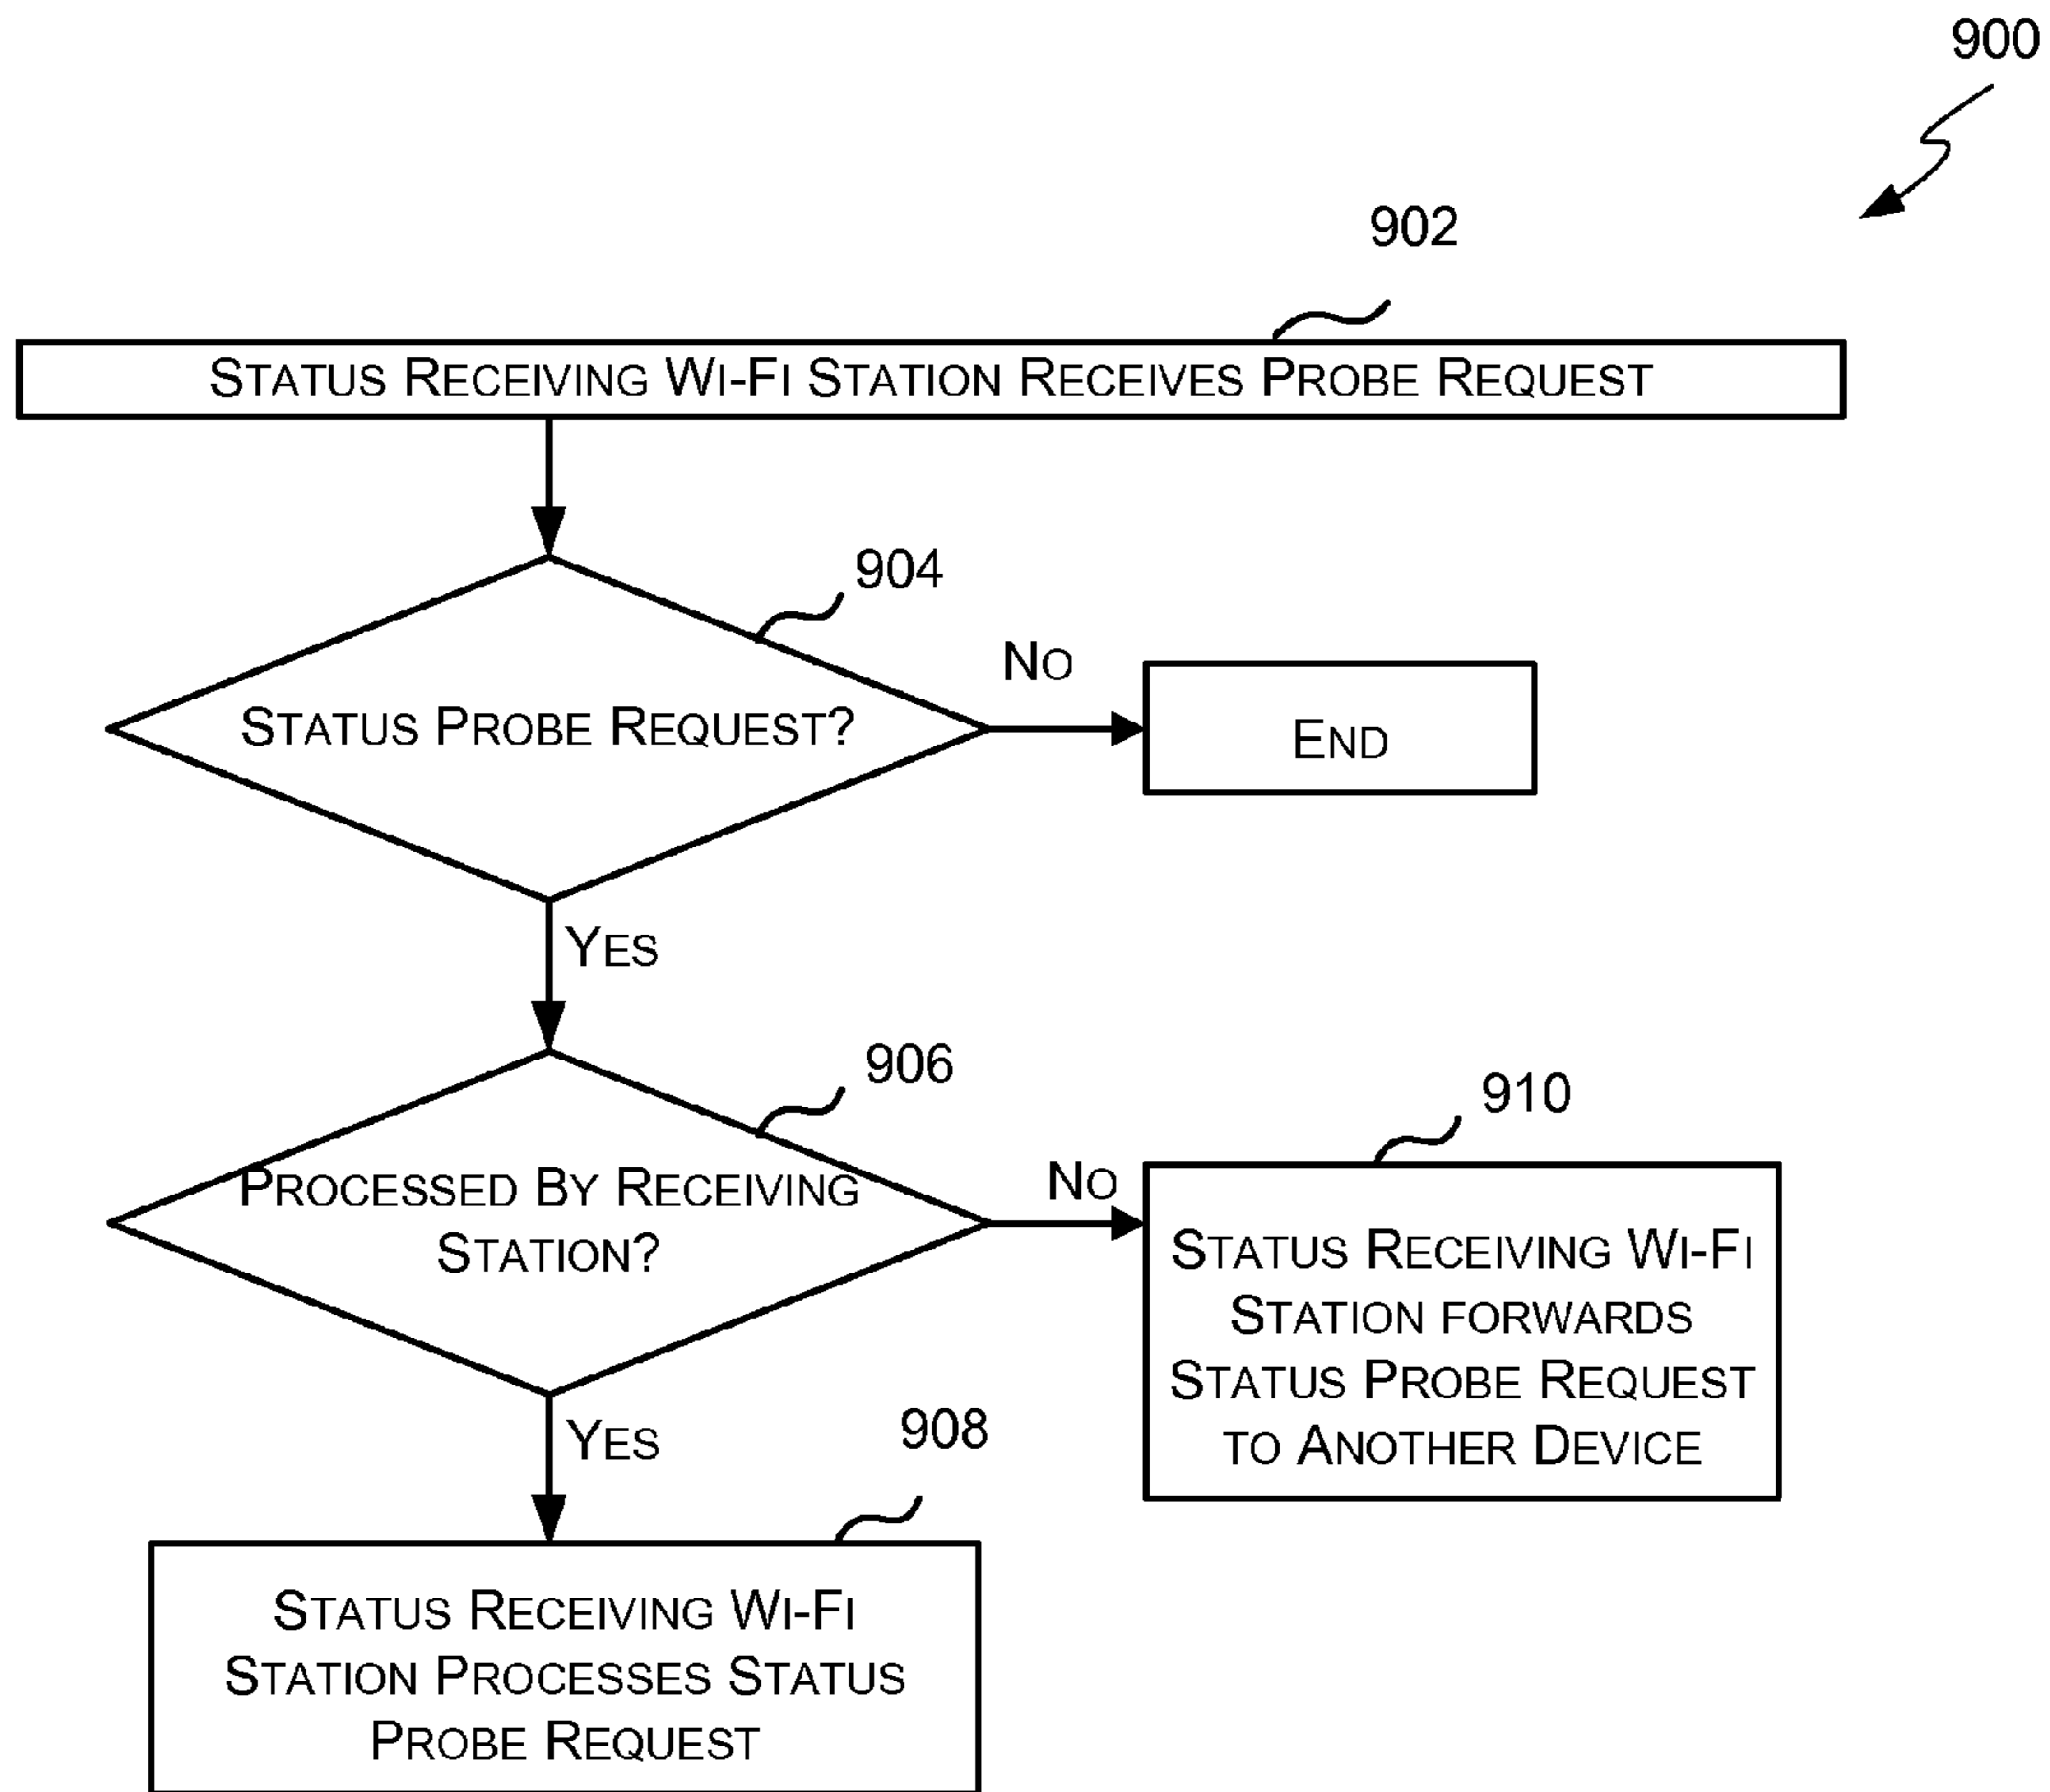 900
902
Status Receiving Wi-Fi Station Receives Probe Request
904
Status Probe Request?
No
End
Yes
906
Processed By Receiving
Station?
No
910
Status Receiving Wi-Fi
Station forwards
Status Probe Request
to Another Device
Yes
908
Status Receiving Wi-Fi
Station Processes Status
Probe Request